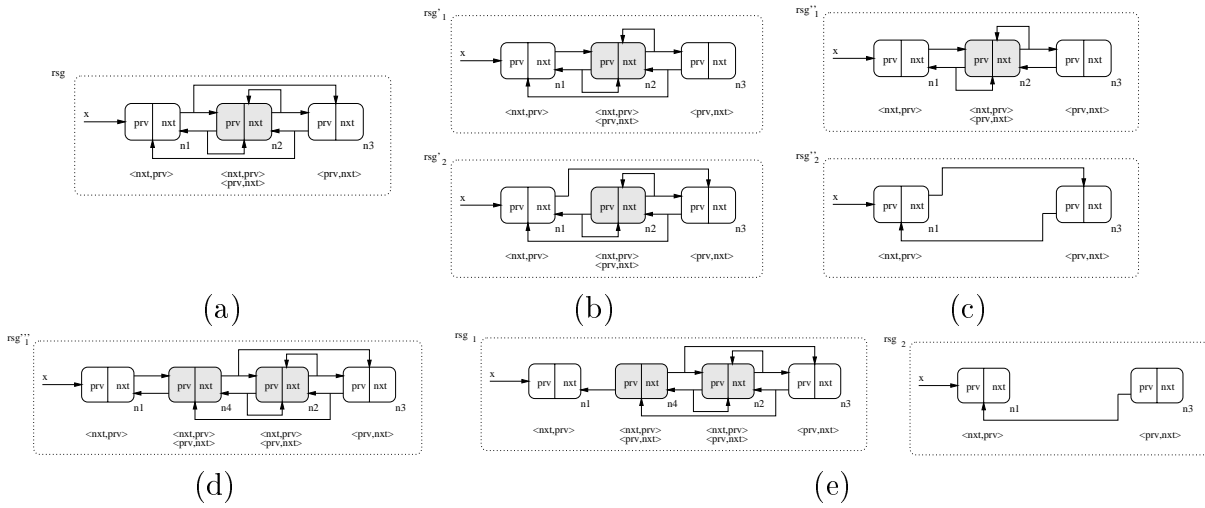 rsg
x
prv nxt
prv nxt
prv nxt
n1
n2
n3
<nxt,prv>
<nxt,prv>
<prv,nxt>
<prv,nxt>
(a)
rsg'1
x
prv nxt
prv nxt
prv nxt
n1
n2
n3
<nxt,prv>
<nxt,prv>
<prv,nxt>
<prv,nxt>
rsg'2
x
prv nxt
prv nxt
prv nxt
n1
n2
n3
<nxt,prv>
<nxt,prv>
<prv,nxt>
<prv,nxt>
(b)
rsg''1
x
prv nxt
prv nxt
prv nxt
n1
n2
n3
<nxt,prv>
<nxt,prv>
<prv,nxt>
<prv,nxt>
rsg''2
x
prv nxt
prv nxt
n1
n3
<nxt,prv>
<prv,nxt>
(c)
rsg'''1
x
prv nxt
prv nxt
prv nxt
prv nxt
n1
n4
n2
n3
<nxt,prv>
<nxt,prv>
<prv,nxt>
<nxt,prv>
<prv,nxt>
<prv,nxt>
(d)
rsg 1
x
prv nxt
prv nxt
prv nxt
prv nxt
n1
n4
n2
n3
<nxt,prv>
<nxt,prv>
<prv,nxt>
<nxt,prv>
<prv,nxt>
<prv,nxt>
rsg 2
x
prv nxt
prv nxt
n1
n3
<nxt,prv>
<prv,nxt>
(e)